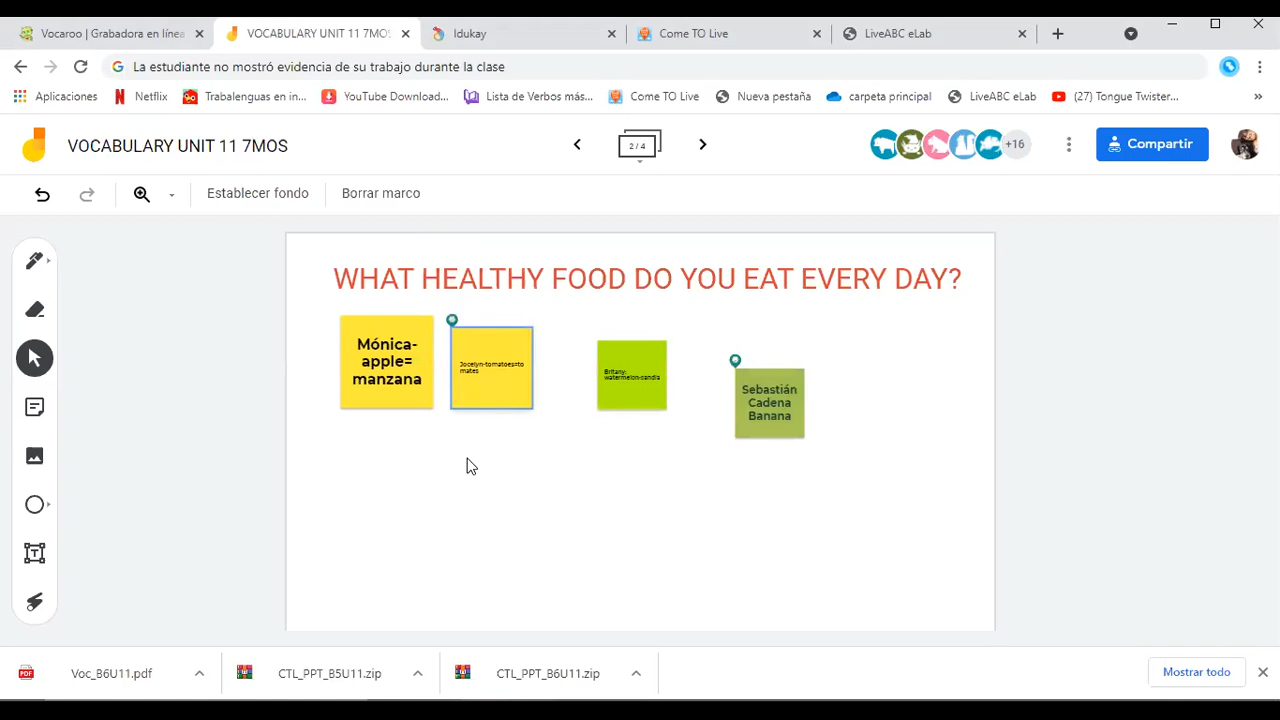 Vocaroo | Grabadora en línea
VOCABULARY UNIT 11 7MOS
Idukay
Come TO Live
LiveABC eLab
La estudiante no mostró evidencia de su trabajo durante la clase
Aplicaciones
Netflix
Trabalenguas en in...
YouTube Download...
Lista de Verbos más...
Come TO Live
Nueva pestaña
carpeta principal
LiveABC eLab
(27) Tongue Twister...
»
VOCABULARY UNIT 11 7MOS
2 / 4
+16
Compartir
Establecer fondo
Borrar marco
WHAT HEALTHY FOOD DO YOU EAT EVERY DAY?
Mónica-
apple=
manzana
Jocelyn-tomatoes=to
mates
Britany:
watermelon-sandía
Sebastián
Cadena
Banana
PDF
Voc_B6U11.pdf
CTL_PPT_B5U11.zip
CTL_PPT_B6U11.zip
Mostrar todo